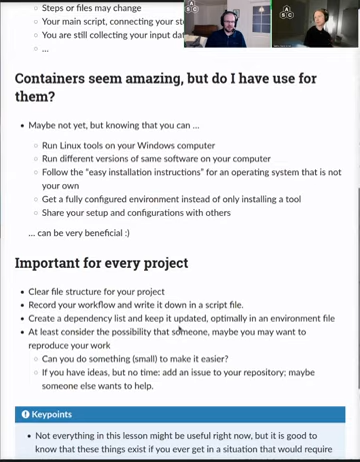 Steps or files may change
Your main script, connecting your
You are still collecting your input
...
Containers seem amazing, but do I have use for
them?
Maybe not yet, but knowing that you can ...
Run Linux tools on your Windows computer
Run different versions of same software on your computer
Follow the "easy installation instructions" for an operating system that is not
your own
Get a fully configured environment instead of only installing a tool
Share your setup and configurations with others
... can be very beneficial :)
Important for every project
Clear file structure for your project
Record your workflow and write it down in a script file.
Create a dependency list and keep it updated, optimally in an environment file
At least consider the possibility that someone, maybe you may want to
reproduce your work
Can you do something (small) to make it easier?
If you have ideas, but no time: add an issue to your repository; maybe
someone else wants to help.
Keypoints
Not everything in this lesson might be useful right now, but it is good to
know that these things exist if you ever get in a situation that would require